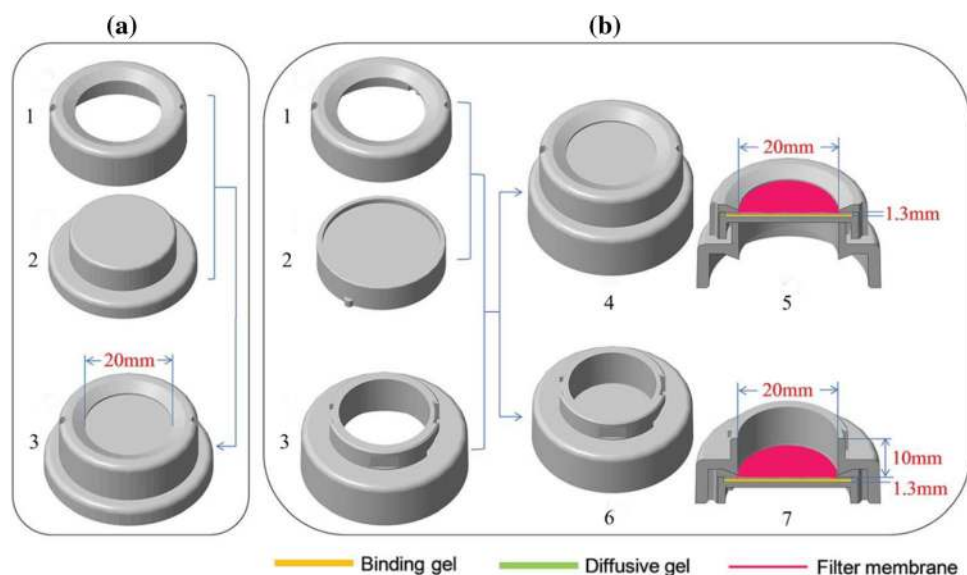 (a)
(b)
1
2
20mm
3
1
2
3
4
20mm
1.3mm
5
6
20mm
10mm
1.3mm
7
Binding gel
Diffusive gel
Filter membrane